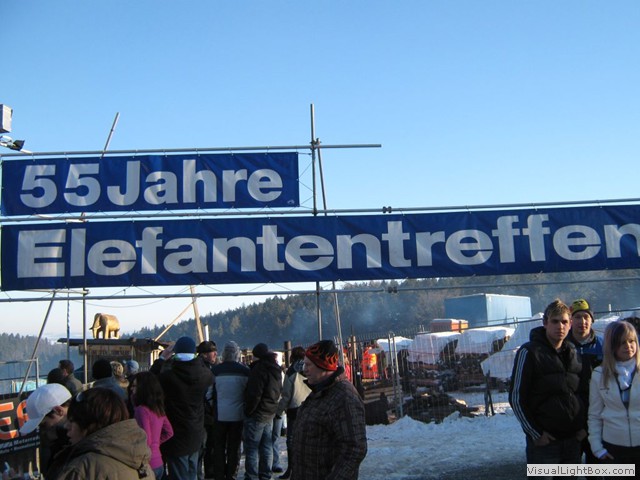 55 Jahre
Elefantentreffen
VisualLightBox.com